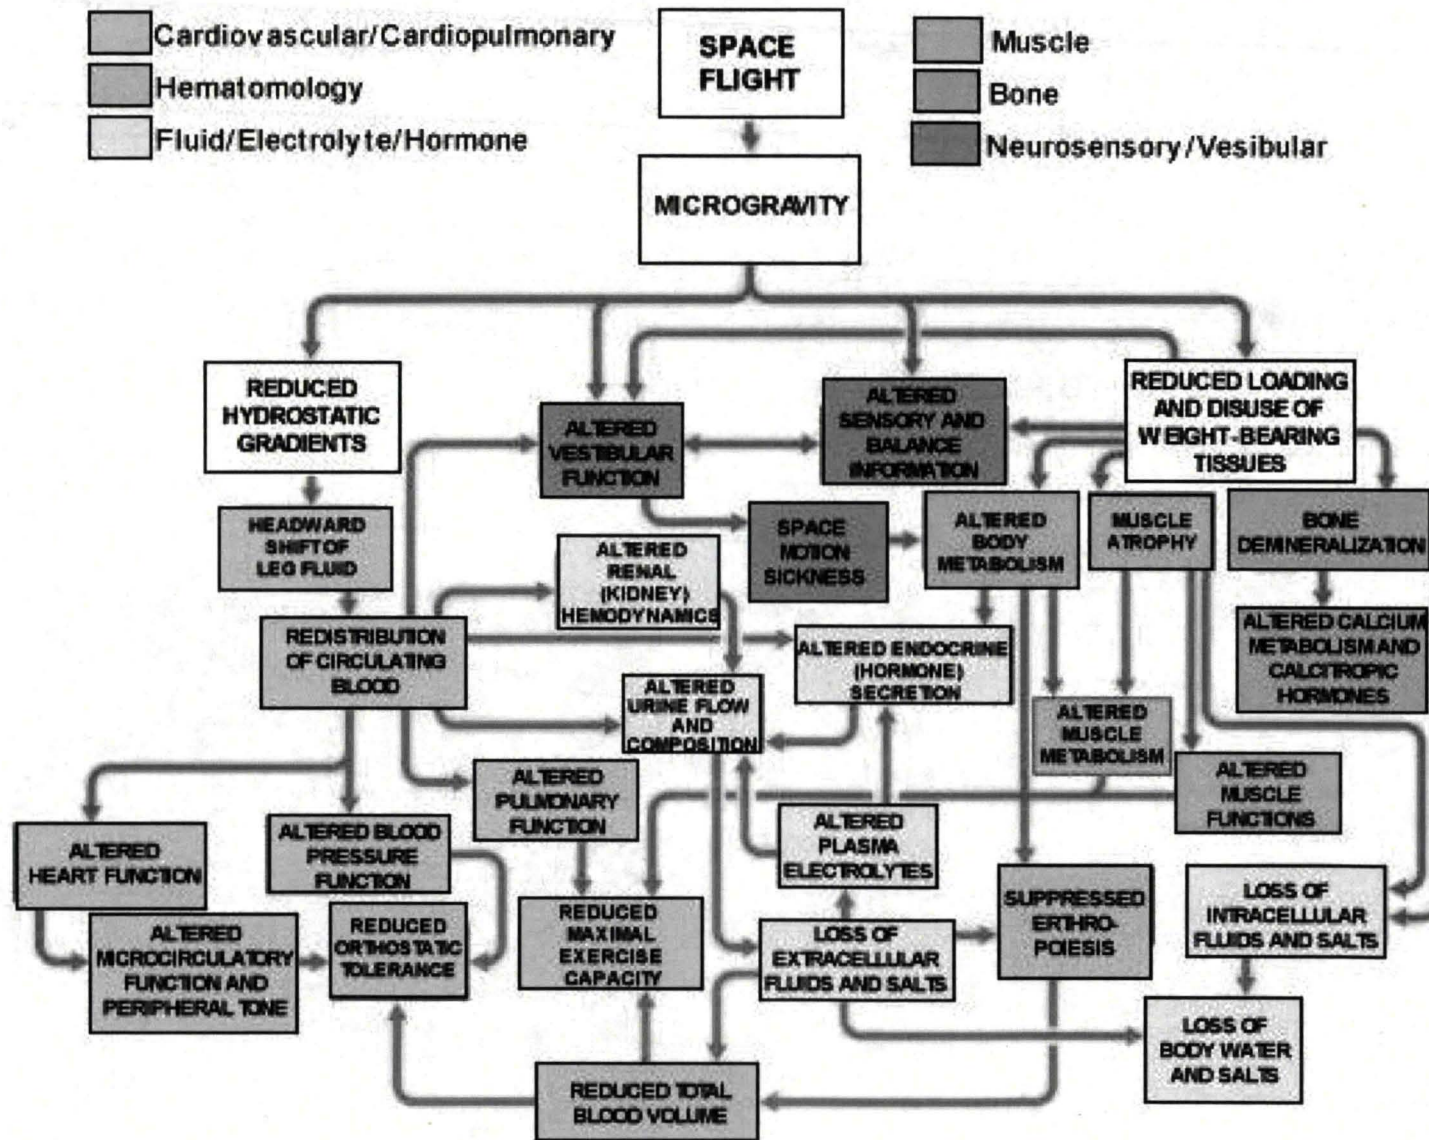 Cardiovascular/Cardiopulmonary
Hematomology
Fluid/Electrolyte/Hormone
SPACE
FLIGHT
Muscle
Bone
Neurosensory/Vesibular
MICROGRAVITY
REDUCED
HYDROSTATIC
GRADIENTS
ALTERED
VESTIBULAR
FUNCTION
ALTERED
SENSORY AND
BALANCE
INFORMATION
REDUCED LOADING
AND DISUSE OF
WEIGHT-BEARING
TISSUES
HEADWARD
SHIFT OF
LEG FLUID
ALTERED
RENAL
(KIDNEY)
HEMODYNAMICS
SPACE
MOTION
SICKNESS
ALTERED
BODY
METABOLISM
MUSCLE
ATROPHY
BONE
DEMINERALIZATION
REDISTRIBUTION
OF CIRCULATING
BLOOD
ALTERED ENDOCRINE
(HORMONE)
SECRETION
ALTERED CALCIUM
METABOLISM AND
CALCITROPIC
HORMONES
ALTERED
URINE FLOW
AND
COMPOSITION
ALTERED
MUSCLE
METABOLISM
ALTERED
PULMONARY
FUNCTION
ALTERED
MUSCLE
FUNCTIONS
ALTERED
HEART FUNCTION
ALTERED BLOOD
PRESSURE
FUNCTION
ALTERED
PLASMA
ELECTROLYTES
ALTERED
MICROCIRCULATORY
FUNCTION AND
PERIPHERAL TONE
REDUCED
ORTHOSTATIC
TOLERANCE
REDUCED
MAXIMAL
EXERCISE
CAPACITY
LOSS OF
EXTRACELLULAR
FLUIDS AND SALTS
SUPPRESSED
ERTHRO-
POIESIS
LOSS OF
INTRACELLULAR
FLUIDS AND SALTS
LOSS OF
BODY WATER
AND SALTS
REDUCED TOTAL
BLOOD VOLUME